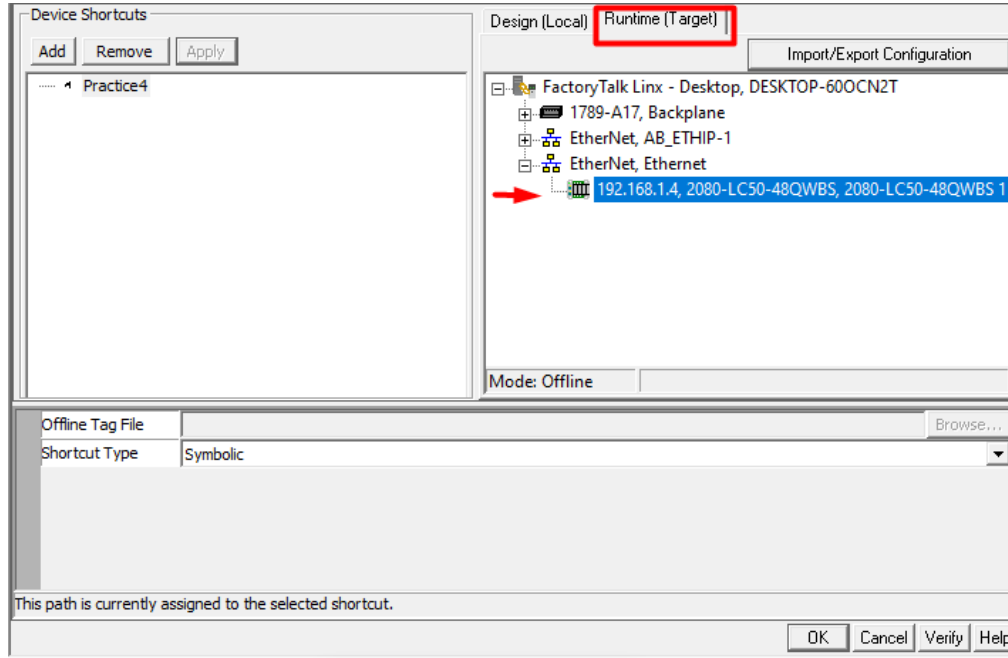 Device Shortcuts
Add Remove Apply
Practice4
Design (Local) Runtime (Target)
Import/Export Configuration
FactoryTalk Linx - Desktop, DESKTOP-60OCN2T
1789-A17, Backplane
EtherNet, AB_ETHIP-1
EtherNet, Ethernet
192.168.1.4, 2080-LC50-48QWBS, 2080-LC50-48QWBS 1
Mode: Offline
Offline Tag File Browse...
Shortcut Type Symbolic
This path is currently assigned to the selected shortcut.
OK Cancel Verify Help